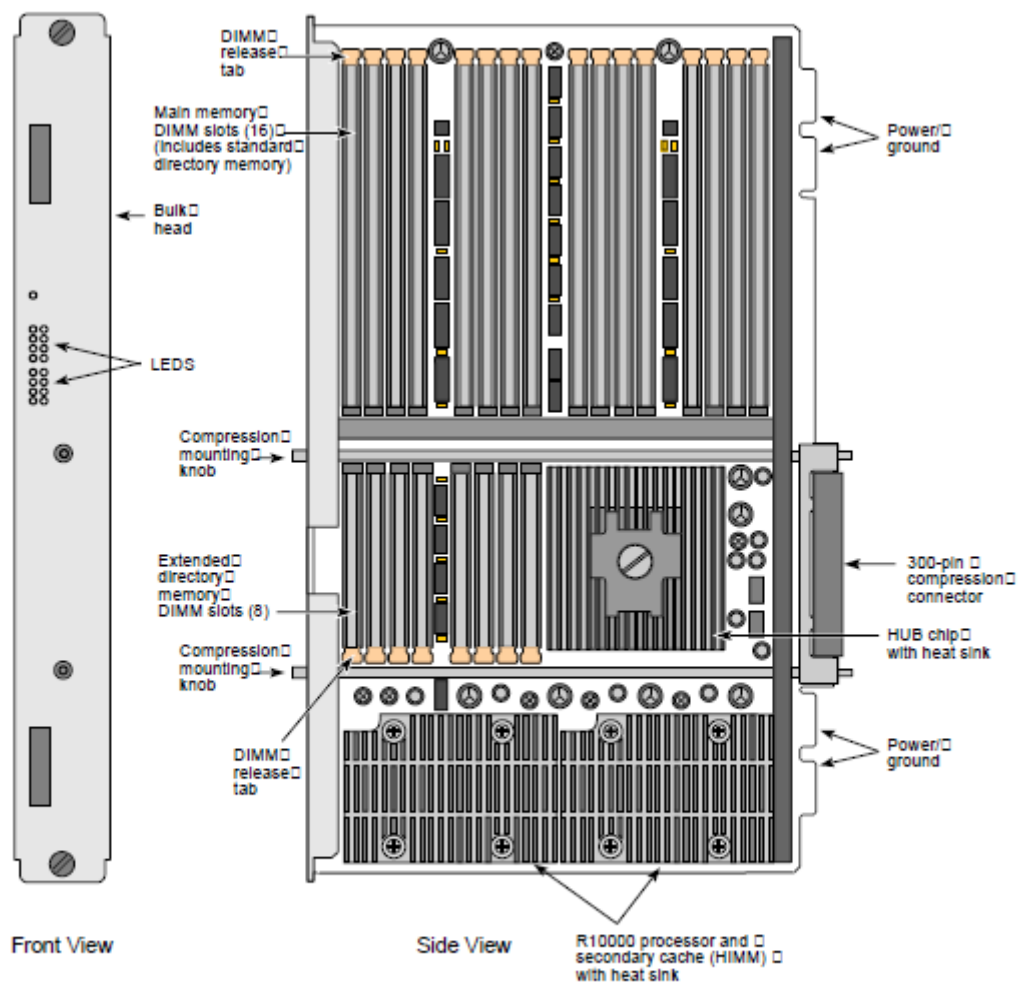 DIMM□
release□
tab
Main memory□
DIMM slots (16)□
(includes standard□
directory memory)
Bulk□
head
LEDS
Compression□
mounting□
knob
Extended□
directory□
memory□
DIMM slots (8)
Compression□
mounting□
knob
DIMM□
release□
tab
Power/□
ground
300-pin □
compression□
connector
HUB chip□
with heat sink
Power/□
ground
R10000 processor and □
secondary cache (HIMM) □
with heat sink
Front View
Side View